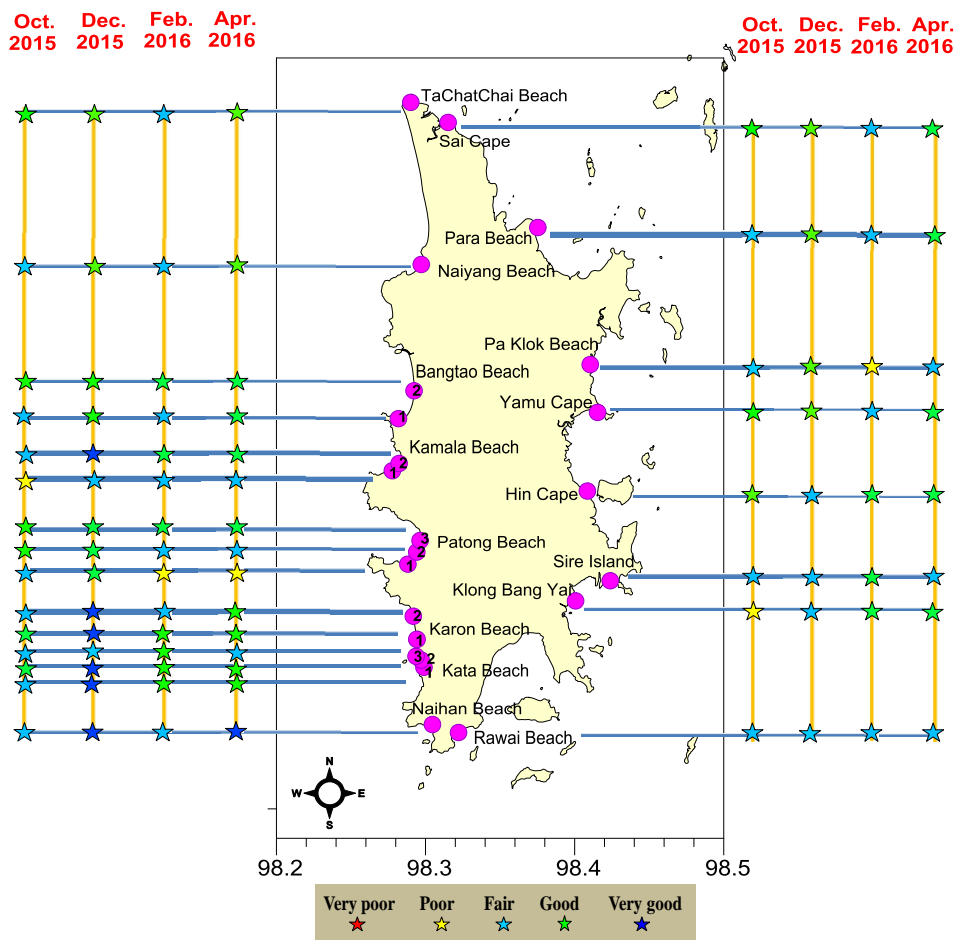 Oct. Dec. Feb. Apr.
2015 2015 2016 2016
Oct. Dec. Feb. Apr.
2015 2015 2016 2016
TaChatChai Beach
Sai Cape
Para Beach
Naiyang Beach
Pa Klok Beach
Bangtao Beach
2
Yamu Cape
1
Kamala Beach
2
1
Hin Cape
3
Patong Beach
2
1
Sire Island
Klong Bang Yai
2
Karon Beach
1
3
2
Kata Beach
1
Naihan Beach
Rawai Beach
N
W E
S
98.2 98.3 98.4 98.5
Very poor Poor Fair Good Very good